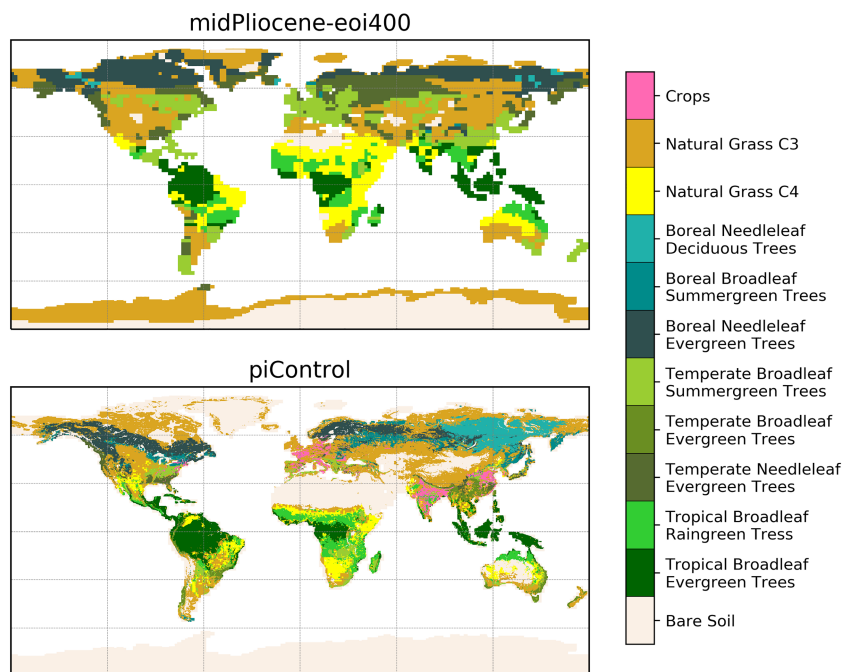 midPliocene-eoi400
piControl
Crops
Natural Grass C3
Natural Grass C4
Boreal Needleleaf
Deciduous Trees
Boreal Broadleaf
Summergreen Trees
Boreal Needleleaf
Evergreen Trees
Temperate Broadleaf
Summergreen Trees
Temperate Broadleaf
Evergreen Trees
Temperate Needleleaf
Evergreen Trees
Tropical Broadleaf
Raingreen Tress
Tropical Broadleaf
Evergreen Trees
Bare Soil